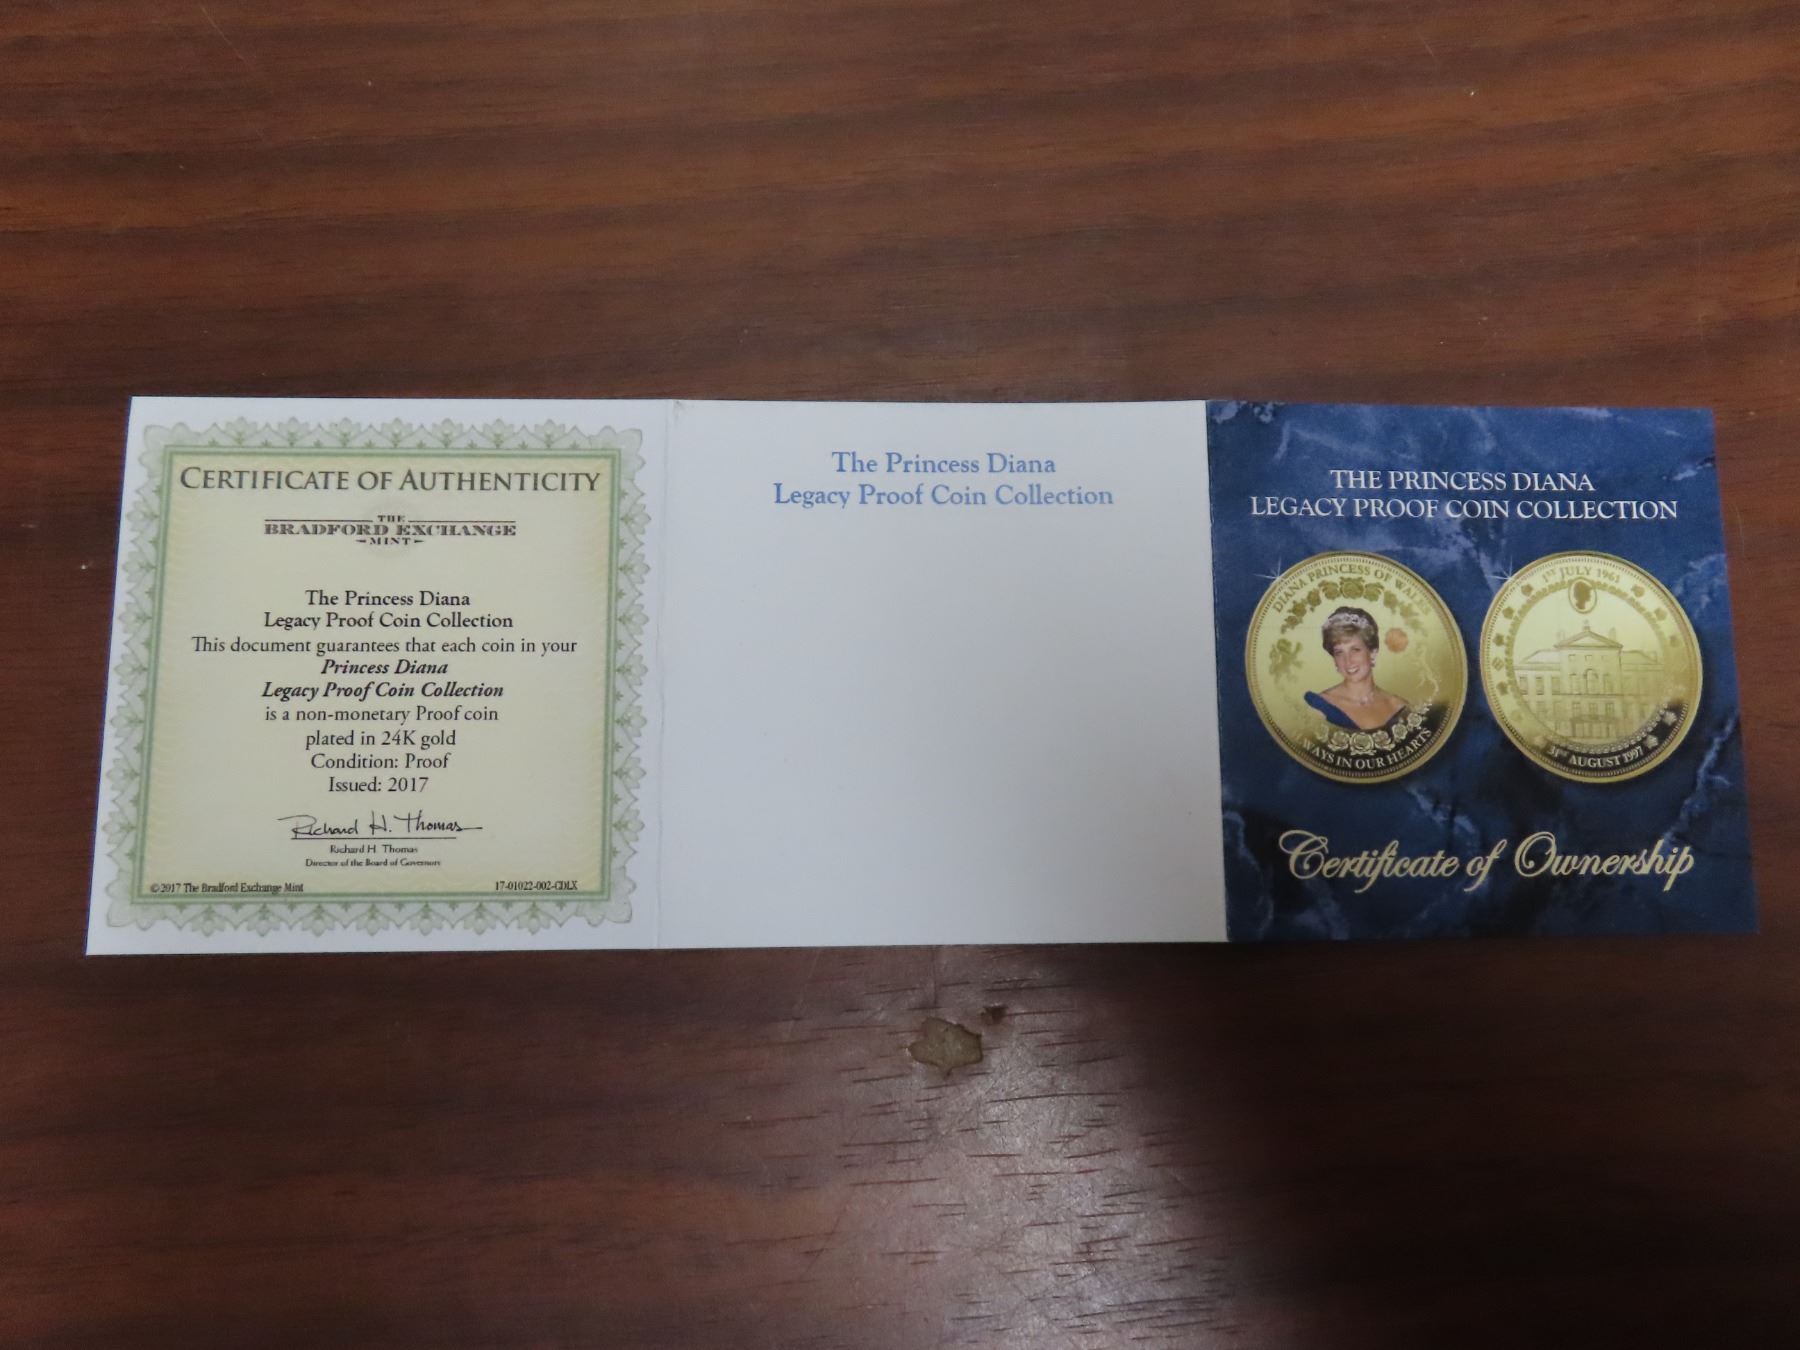 CERTIFICATE OF AUTHENTICITY
THE
BRADFORD EXCHANGE
MINT
The Princess Diana
Legacy Proof Coin Collection
This document guarantees that each coin in your
Princess Diana
Legacy Proof Coin Collection
is a non-monetary Proof coin
plated in 24K gold
Condition: Proof
Issued: 2017
Richard H. Thomas
Richard H. Thomas
Director of the Board of Governors
©2017 The Bradford Exchange Mint
17-01022-002-CDLX
The Princess Diana
Legacy Proof Coin Collection
THE PRINCESS DIANA
LEGACY PROOF COIN COLLECTION
DIANA PRINCESS OF WALES
ALWAYS IN OUR HEARTS
1ST JULY 1961
31ST AUGUST 1997
Certificate of Ownership